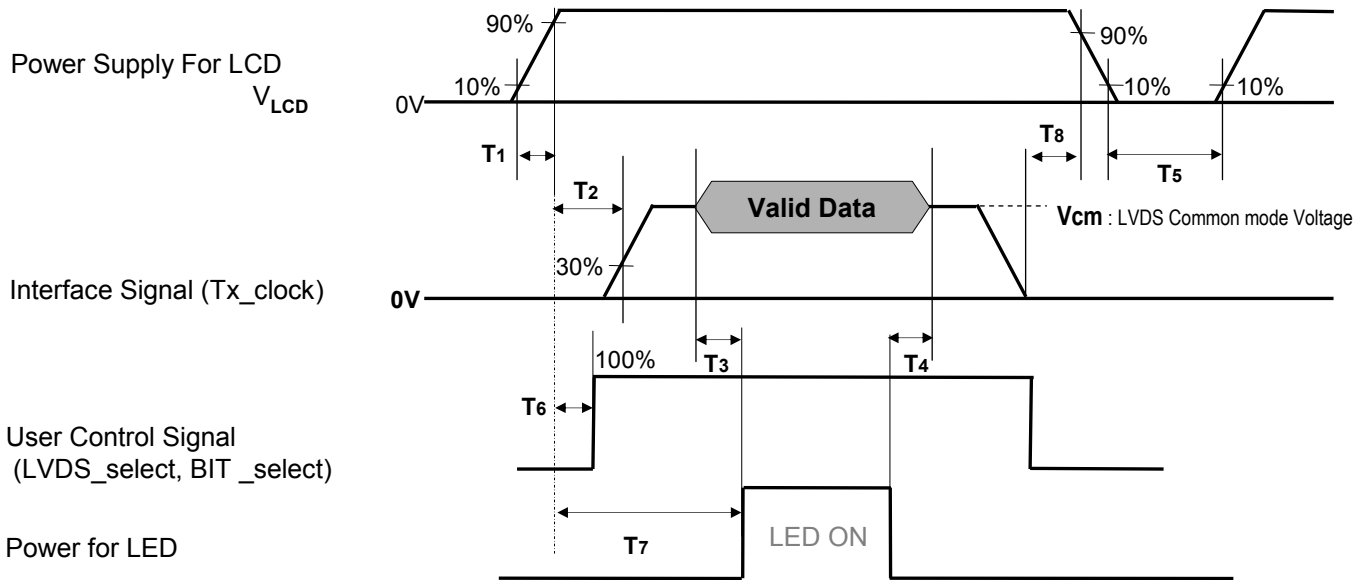 90%
90%
Power Supply For LCD
VLCD
10%
10%
10%
0V
T1
T8
T5
T2
Valid Data
Vcm : LVDS Common mode Voltage
30%
Interface Signal (Tx_clock)
0V
100%
T3
T4
T6
User Control Signal
(LVDS_select, BIT _select)
T7
LED ON
Power for LED